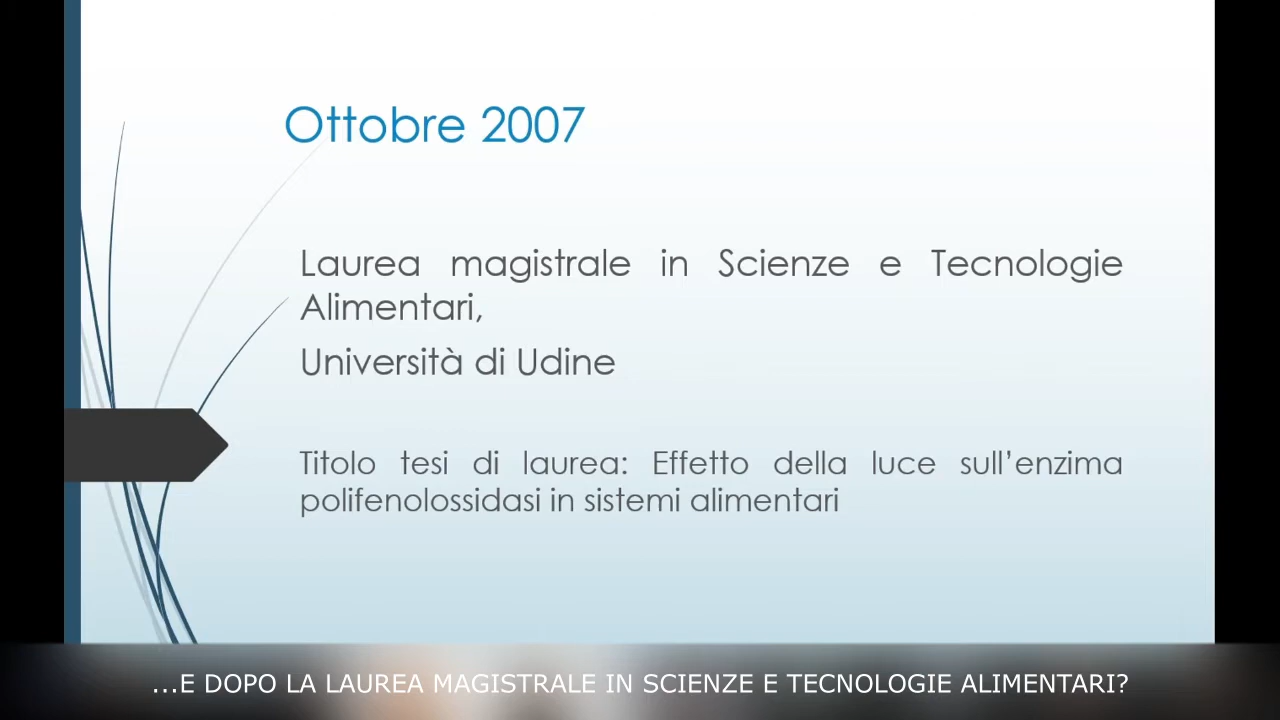 Ottobre 2007
Laurea magistrale in Scienze e Tecnologie
Alimentari,
Università di Udine
Titolo tesi di laurea: Effetto della luce sull’enzima
polifenolossidasi in sistemi alimentari
...E DOPO LA LAUREA MAGISTRALE IN SCIENZE E TECNOLOGIE ALIMENTARI?